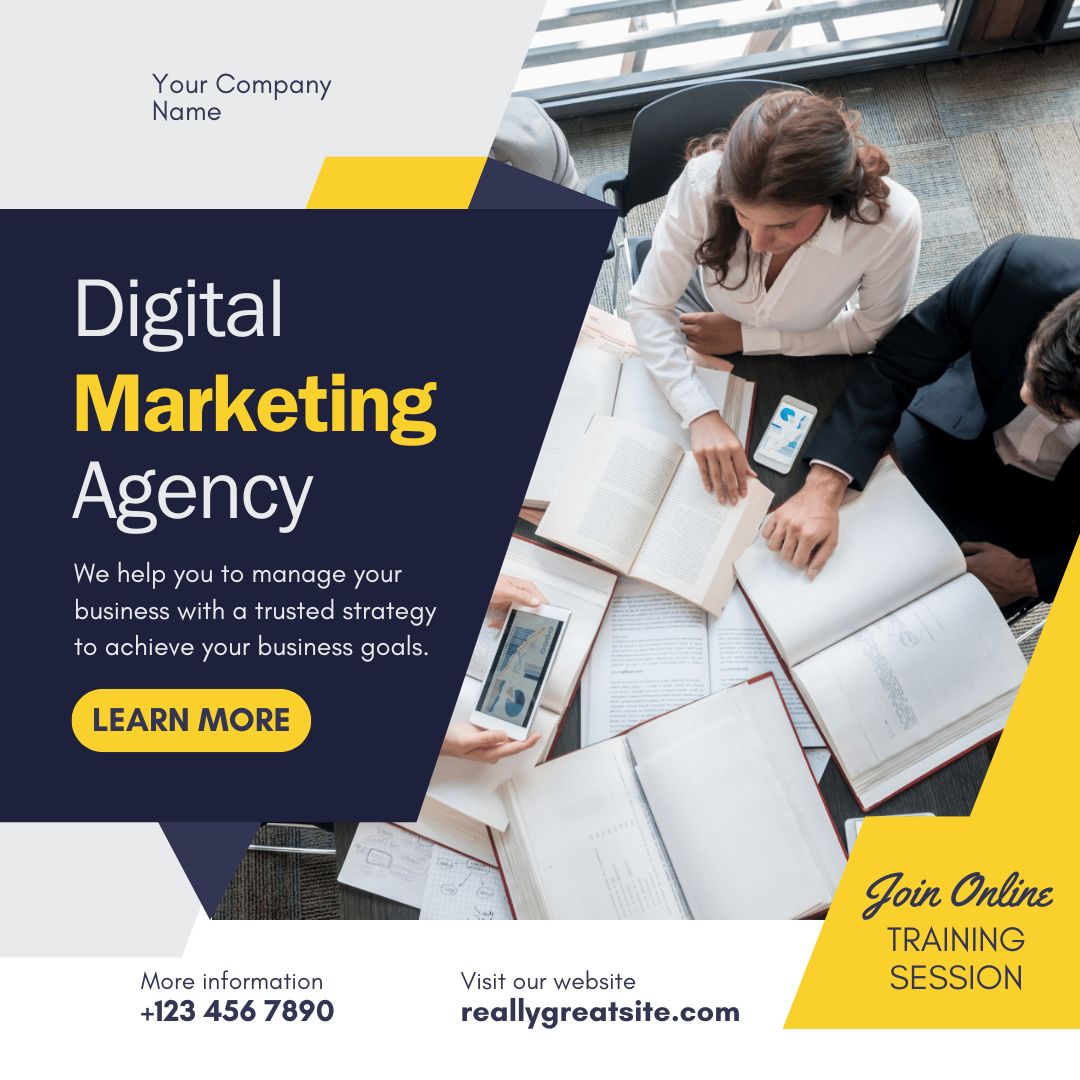 Your Company
Name
Digital
Marketing
Agency
We help you to manage your
business with a trusted strategy
to achieve your business goals.
LEARN MORE
Join Online
TRAINING
SESSION
More information
+123 456 7890
Visit our website
reallygreatsite.com